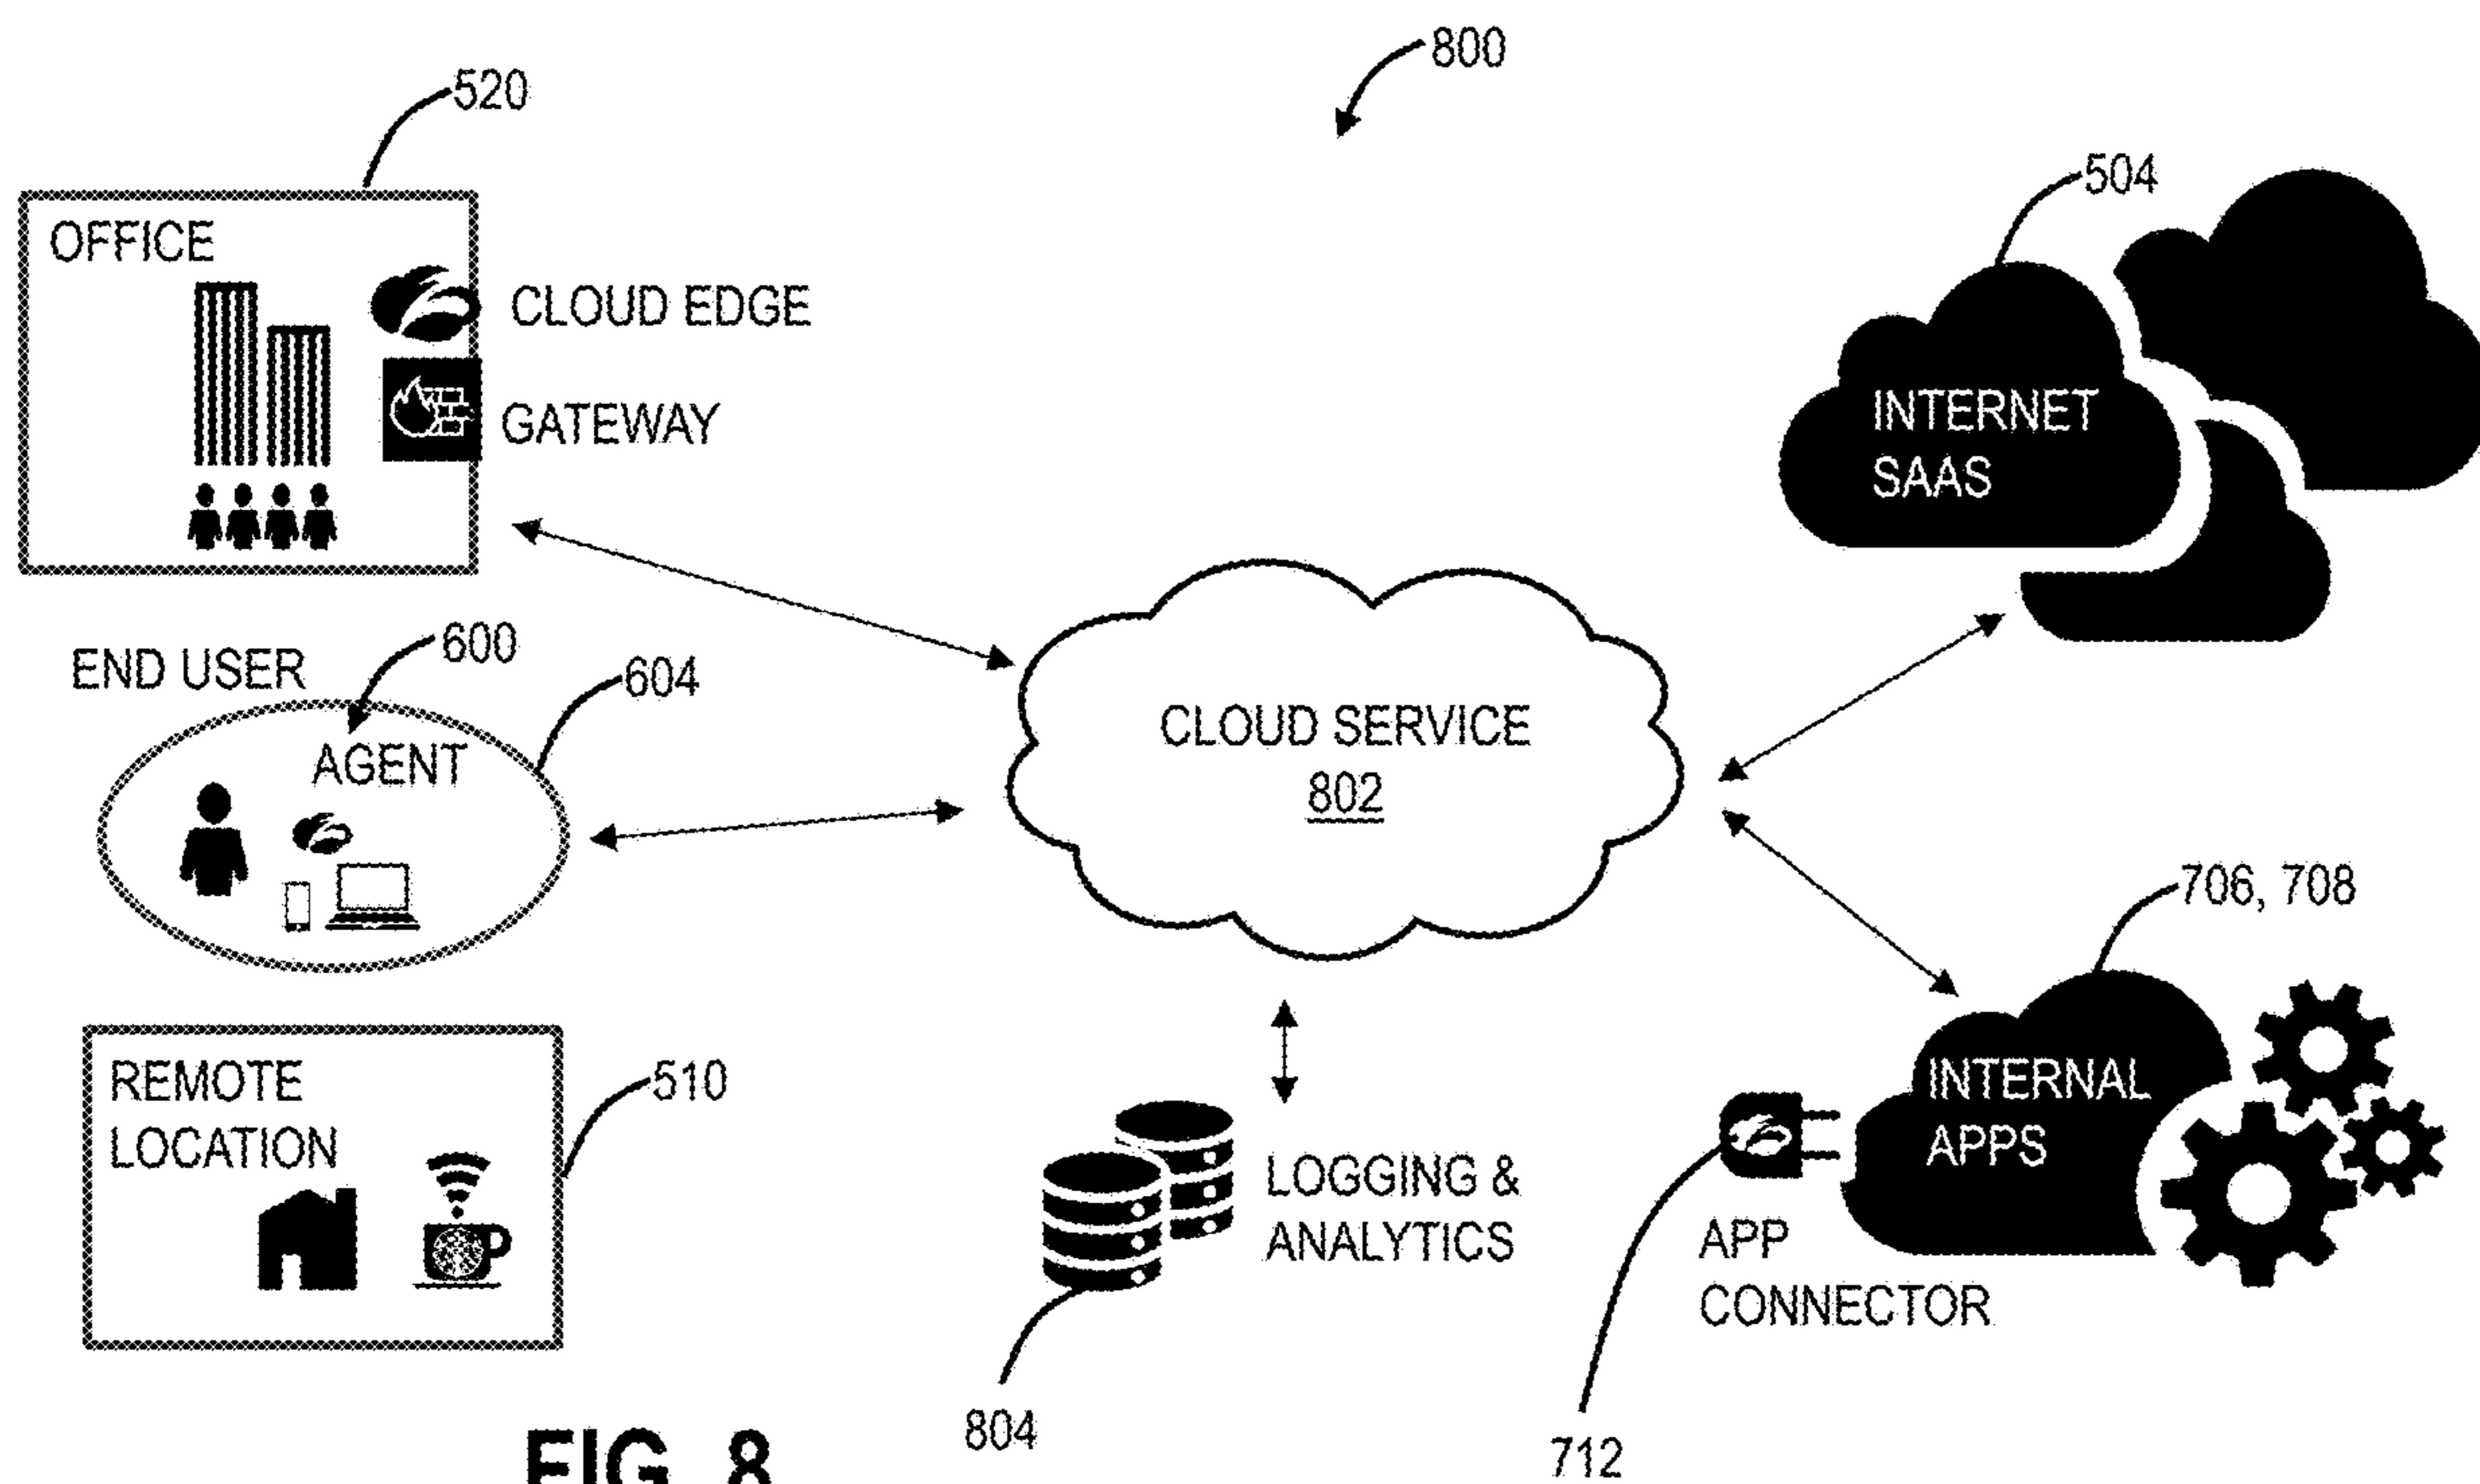 800
520
OFFICE
CLOUD EDGE
GATEWAY
504
INTERNET
SAAS
END USER
600
604
AGENT
CLOUD SERVICE
802
706, 708
REMOTE
LOCATION
510
INTERNAL
APPS
LOGGING &
ANALYTICS
APP
CONNECTOR
804
712
FIG. 8